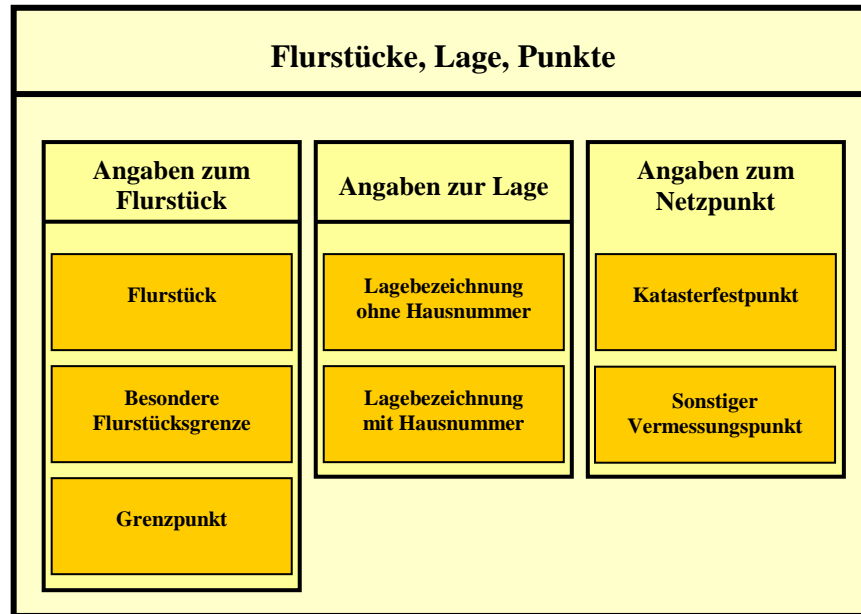 Flurstücke, Lage, Punkte
Angaben zum
Flurstück
Flurstück
Besondere
Flurstücksgrenze
Grenzpunkt
Angaben zur Lage
Lagebezeichnung
ohne Hausnummer
Lagebezeichnung
mit Hausnummer
Angaben zum
Netzpunkt
Katasterfestpunkt
Sonstiger
Vermessungspunkt